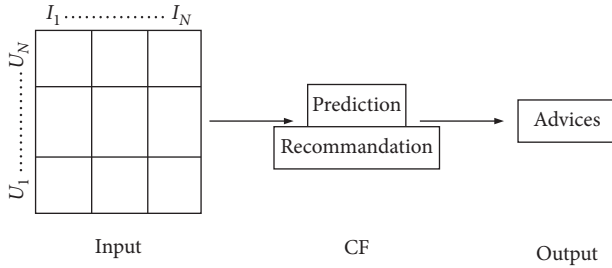 I1 ................. IN
U1 ................. UN
Prediction
Recommandation
Advices
Input
CF
Output